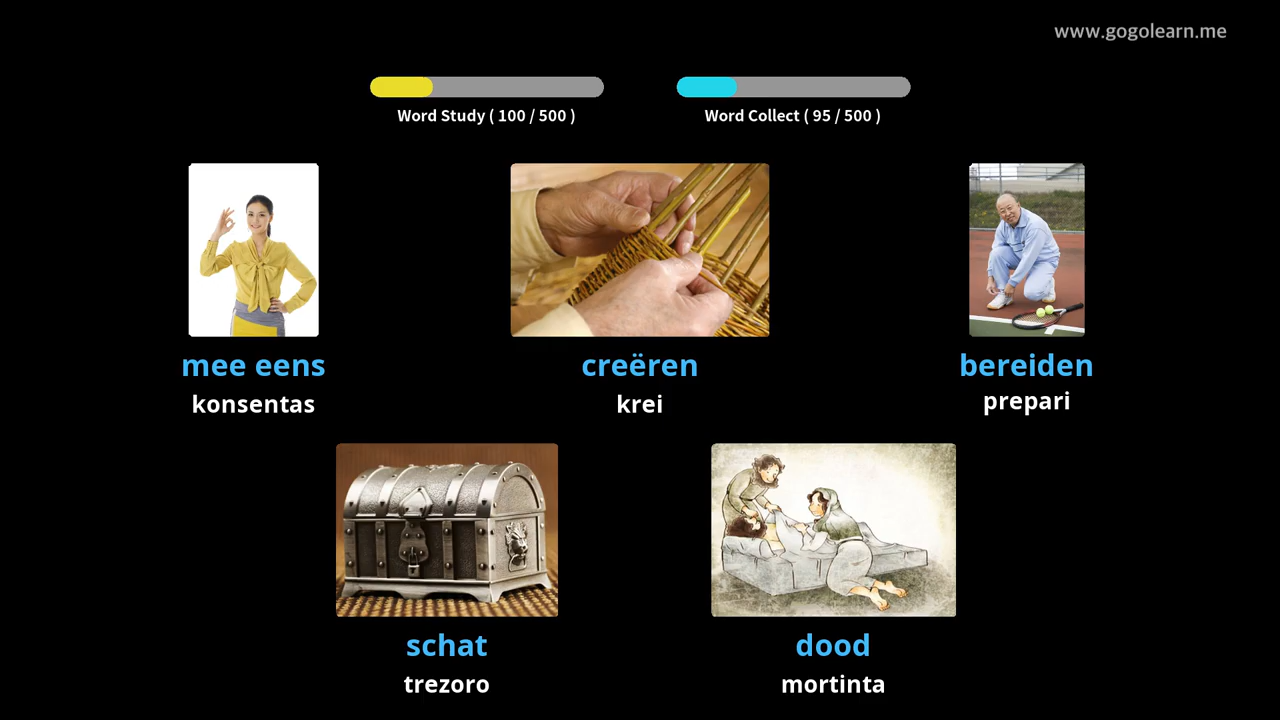 www.gogolearn.me
Word Study ( 100 / 500 )
Word Collect ( 95 / 500 )
mee eens
konsentas
creëren
krei
bereiden
prepari
schat
trezoro
dood
mortinta